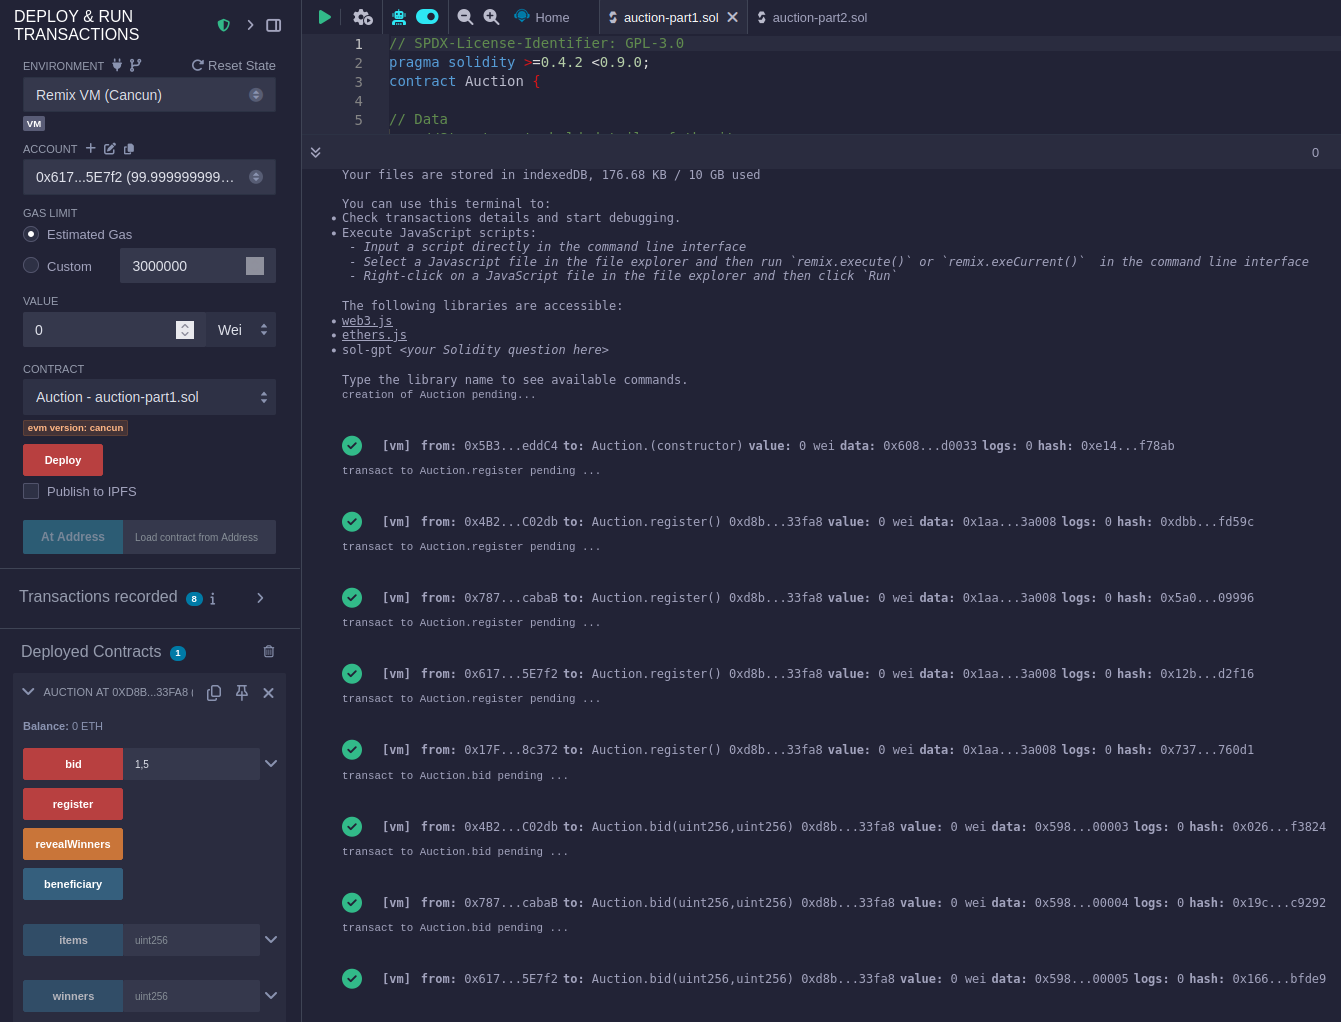 DEPLOY & RUN
TRANSACTIONS
ENVIRONMENT
Reset State
Remix VM (Cancun)
VM
ACCOUNT
0x617...5E7f2 (99.999999999...
GAS LIMIT
Estimated Gas
Custom
3000000
VALUE
0
Wei
CONTRACT
Auction - auction-part1.sol
evm version: cancun
Deploy
Publish to IPFS
At Address
Load contract from Address
Transactions recorded 8 i
Deployed Contracts 1
AUCTION AT 0XD8B...33FA8 (
Balance: 0 ETH
bid
1,5
register
revealWinners
beneficiary
items
uint256
winners
uint256
Home
auction-part1.sol
auction-part2.sol
1 // SPDX-License-Identifier: GPL-3.0
2 pragma solidity >=0.4.2 <0.9.0;
3 contract Auction {
4
5 // Data
0
Your files are stored in indexedDB, 176.68 KB / 10 GB used
You can use this terminal to:
• Check transactions details and start debugging.
• Execute JavaScript scripts:
- Input a script directly in the command line interface
- Select a Javascript file in the file explorer and then run `remix.execute()` or `remix.exeCurrent()`  in the command line interface
- Right-click on a JavaScript file in the file explorer and then click `Run`
The following libraries are accessible:
• web3.js
• ethers.js
• sol-gpt <your Solidity question here>
Type the library name to see available commands.
creation of Auction pending...
[vm] from: 0x5B3...eddC4 to: Auction.(constructor) value: 0 wei data: 0x608...d0033 logs: 0 hash: 0xe14...f78ab
transact to Auction.register pending ...
[vm] from: 0x4B2...C02db to: Auction.register() 0xd8b...33fa8 value: 0 wei data: 0x1aa...3a008 logs: 0 hash: 0xdbb...fd59c
transact to Auction.register pending ...
[vm] from: 0x787...cabaB to: Auction.register() 0xd8b...33fa8 value: 0 wei data: 0x1aa...3a008 logs: 0 hash: 0x5a0...09996
transact to Auction.register pending ...
[vm] from: 0x617...5E7f2 to: Auction.register() 0xd8b...33fa8 value: 0 wei data: 0x1aa...3a008 logs: 0 hash: 0x12b...d2f16
transact to Auction.register pending ...
[vm] from: 0x17F...8c372 to: Auction.register() 0xd8b...33fa8 value: 0 wei data: 0x1aa...3a008 logs: 0 hash: 0x737...760d1
transact to Auction.bid pending ...
[vm] from: 0x4B2...C02db to: Auction.bid(uint256,uint256) 0xd8b...33fa8 value: 0 wei data: 0x598...00003 logs: 0 hash: 0x026...f3824
transact to Auction.bid pending ...
[vm] from: 0x787...cabaB to: Auction.bid(uint256,uint256) 0xd8b...33fa8 value: 0 wei data: 0x598...00004 logs: 0 hash: 0x19c...c9292
transact to Auction.bid pending ...
[vm] from: 0x617...5E7f2 to: Auction.bid(uint256,uint256) 0xd8b...33fa8 value: 0 wei data: 0x598...00005 logs: 0 hash: 0x166...bfde9